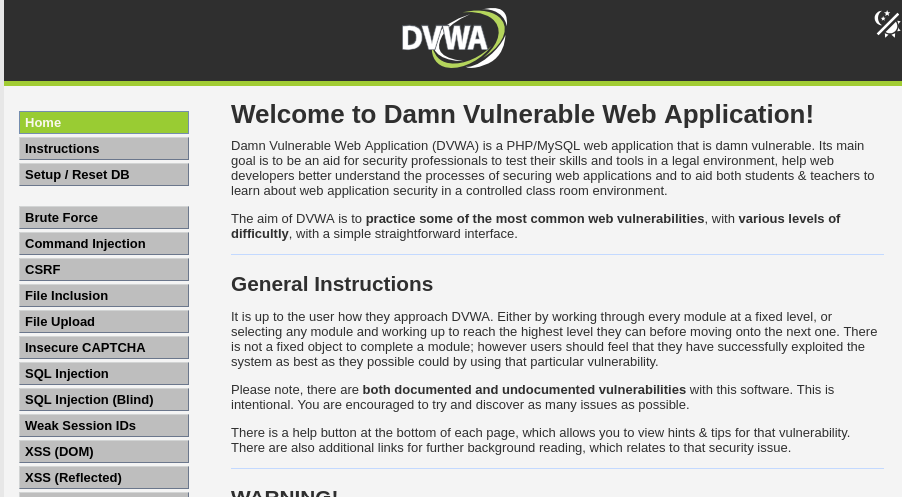 DVWA
Home
Instructions
Setup / Reset DB
Brute Force
Command Injection
CSRF
File Inclusion
File Upload
Insecure CAPTCHA
SQL Injection
SQL Injection (Blind)
Weak Session IDs
XSS (DOM)
XSS (Reflected)
Welcome to Damn Vulnerable Web Application!
Damn Vulnerable Web Application (DVWA) is a PHP/MySQL web application that is damn vulnerable. Its main
goal is to be an aid for security professionals to test their skills and tools in a legal environment, help web
developers better understand the processes of securing web applications and to aid both students & teachers to
learn about web application security in a controlled class room environment.
The aim of DVWA is to practice some of the most common web vulnerabilities, with various levels of
difficultly, with a simple straightforward interface.
General Instructions
It is up to the user how they approach DVWA. Either by working through every module at a fixed level, or
selecting any module and working up to reach the highest level they can before moving onto the next one. There
is not a fixed object to complete a module; however users should feel that they have successfully exploited the
system as best as they possible could by using that particular vulnerability.
Please note, there are both documented and undocumented vulnerabilities with this software. This is
intentional. You are encouraged to try and discover as many issues as possible.
There is a help button at the bottom of each page, which allows you to view hints & tips for that vulnerability.
There are also additional links for further background reading, which relates to that security issue.
WARNING!